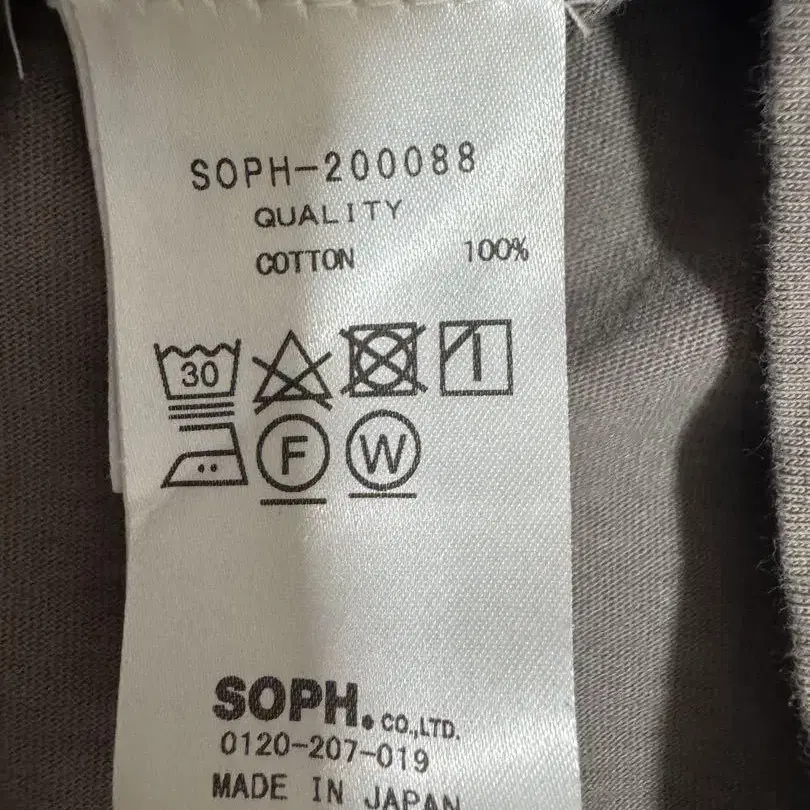 SOPH-200088
QUALITY
COTTON 100%
30
F W
SOPH. CO.,LTD.
0120-207-019
MADE IN JAPAN